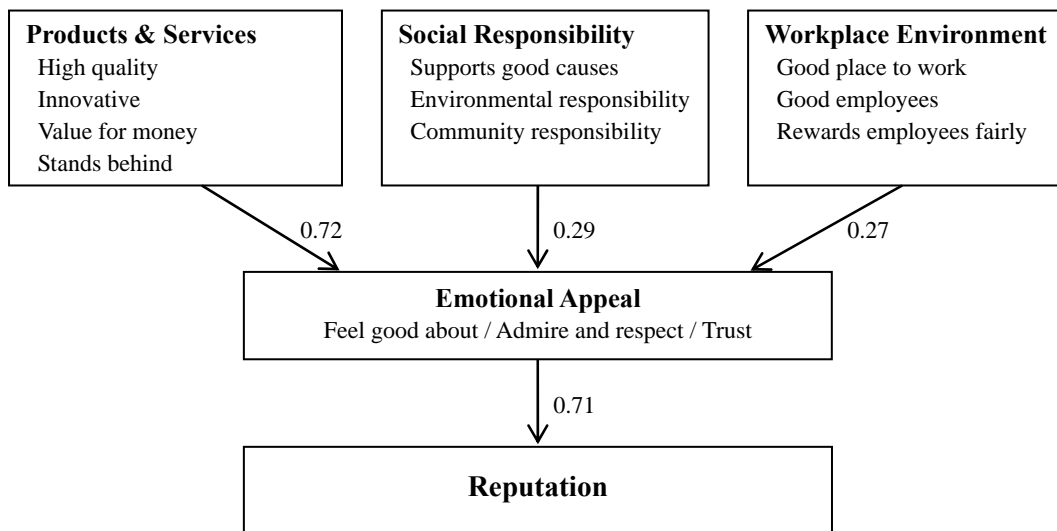 Products & Services
High quality
Innovative
Value for money
Stands behind
Social Responsibility
Supports good causes
Environmental responsibility
Community responsibility
Workplace Environment
Good place to work
Good employees
Rewards employees fairly
0.72
0.29
0.27
Emotional Appeal
Feel good about / Admire and respect / Trust
0.71
Reputation